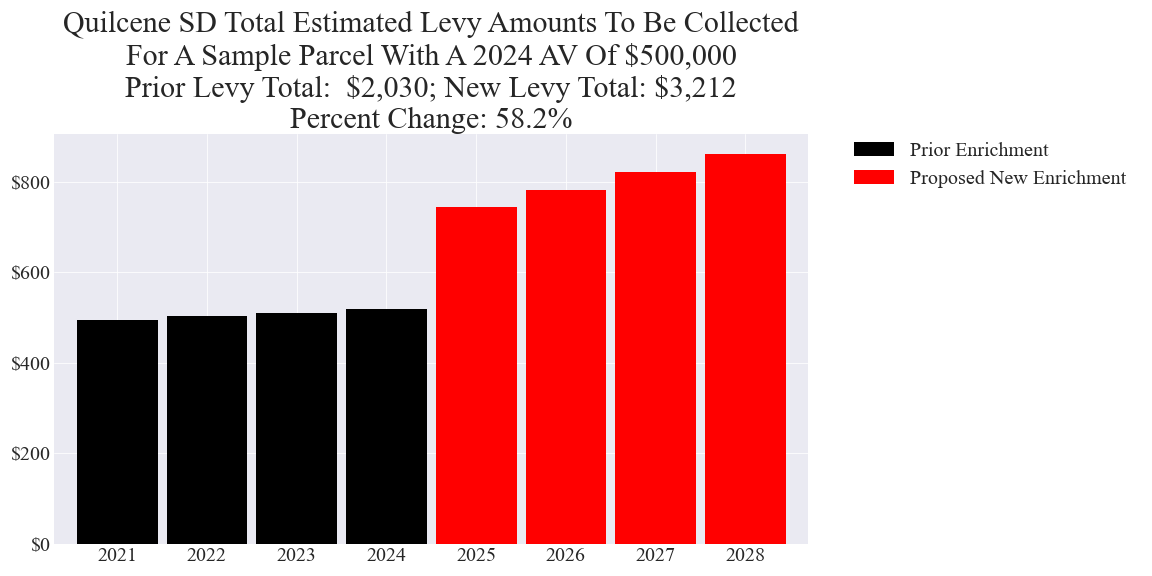 Quilcene SD Total Estimated Levy Amounts To Be Collected
For A Sample Parcel With A 2024 AV Of $500,000
Prior Levy Total:  $2,030; New Levy Total: $3,212
Percent Change: 58.2%
Prior Enrichment
Proposed New Enrichment
$800
$600
$400
$200
$0
2021 2022 2023 2024 2025 2026 2027 2028